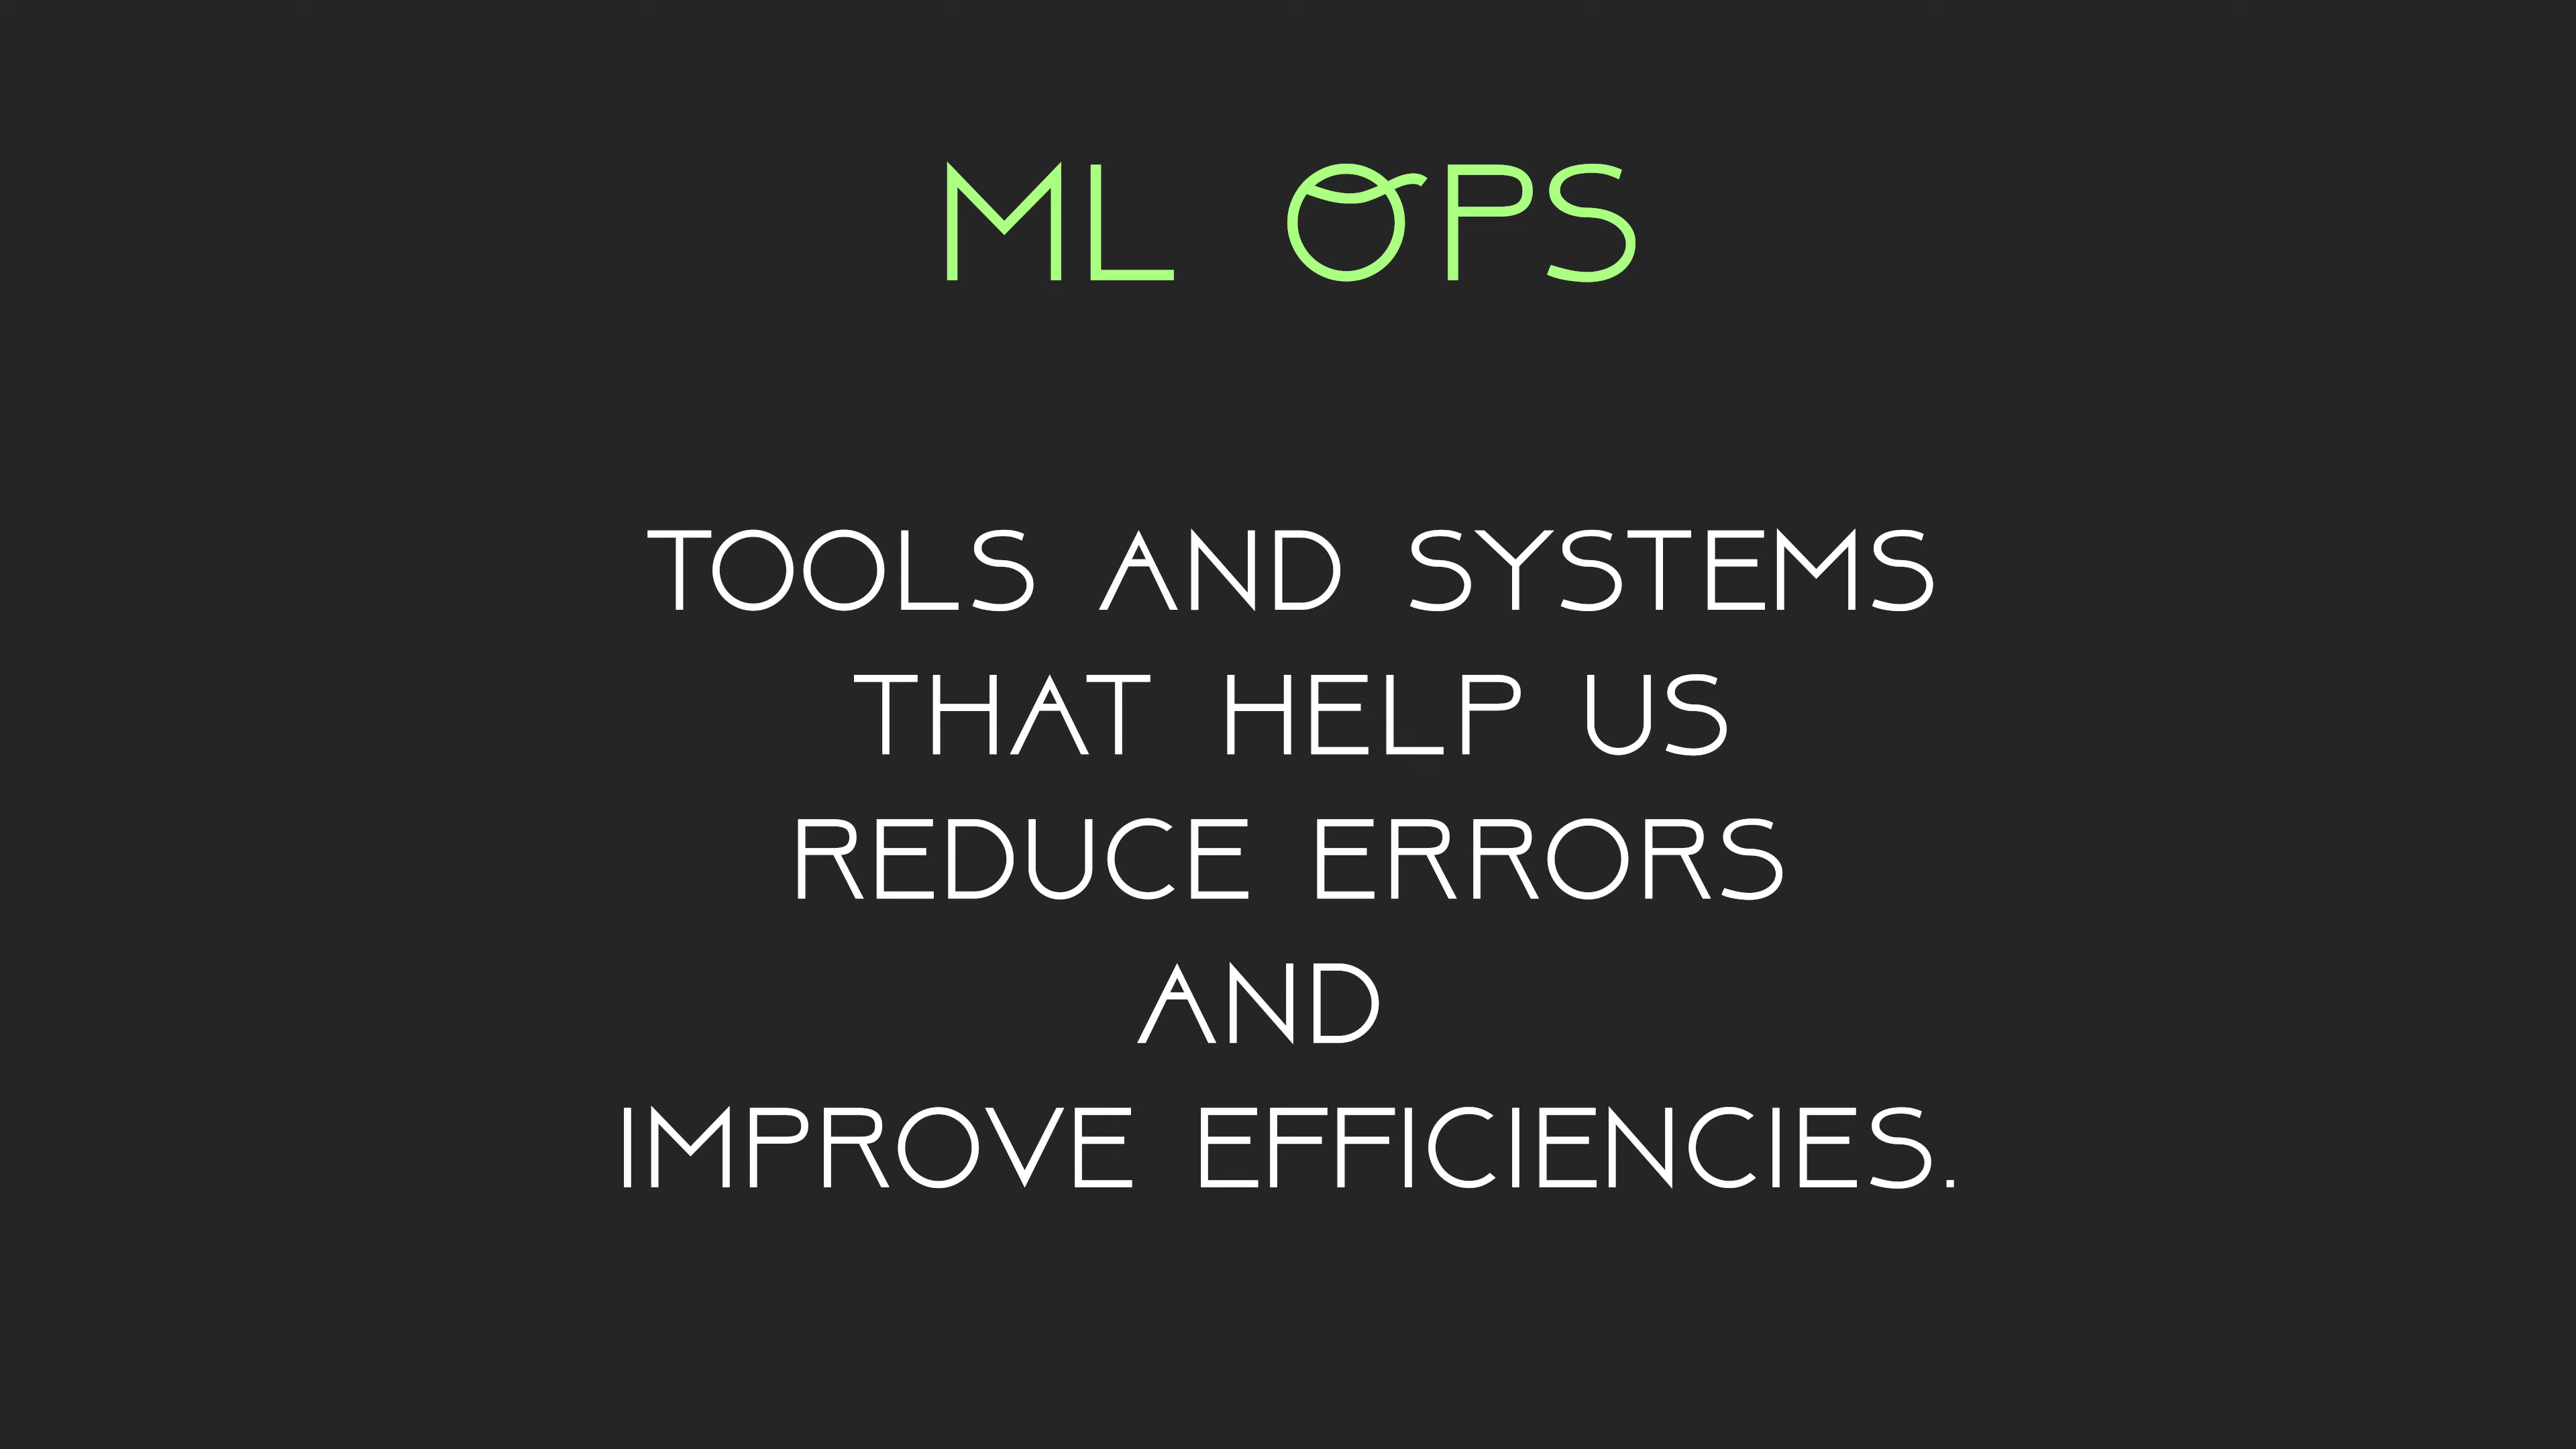 ML OPS
TOOLS AND SYSTEMS
THAT HELP US
REDUCE ERRORS
AND
IMPROVE EFFICIENCIES.